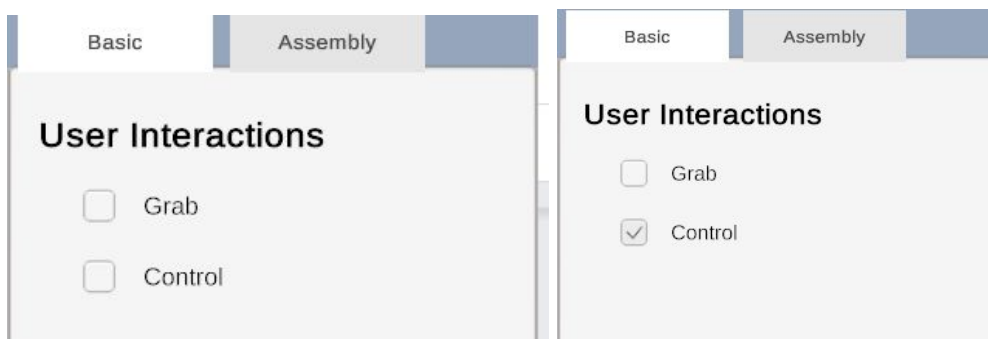 Basic Assembly
User Interactions
Grab
Control
Basic Assembly
User Interactions
Grab
Control